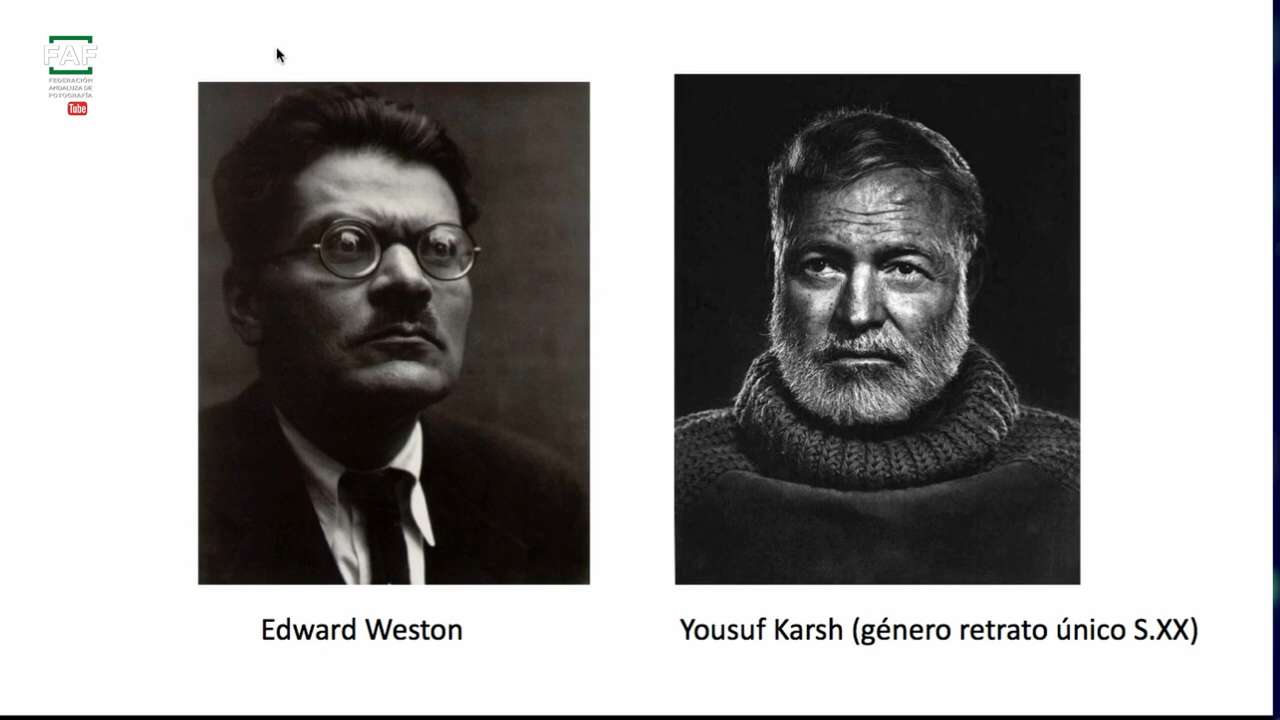 FAF
FEDERACIÓN
ANDALUZA DE
FOTOGRAFÍA
Tube
Edward Weston
Yousuf Karsh (género retrato único S.XX)